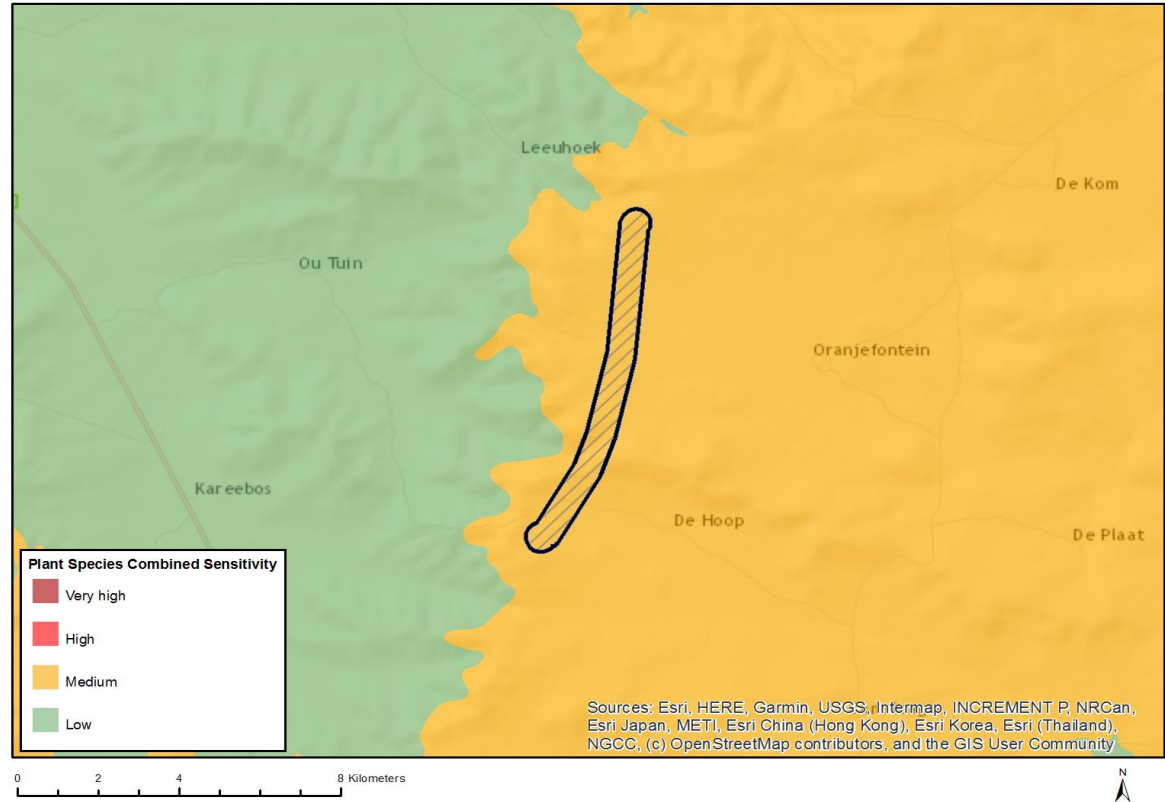 Leeuhoek
De Kom
Ou Tuin
Oranjefontein
Kareebos
De Hoop
De Plaat
Plant Species Combined Sensitivity
Very high
High
Medium
Low
Sources: Esri, HERE, Garmin, USGS, Intermap, INCREMENT P, NRCan,
Esri Japan, METI, Esri China (Hong Kong), Esri Korea, Esri (Thailand),
NGCC, (c) OpenStreetMap contributors, and the GIS User Community
0 2 4 8 Kilometers
N